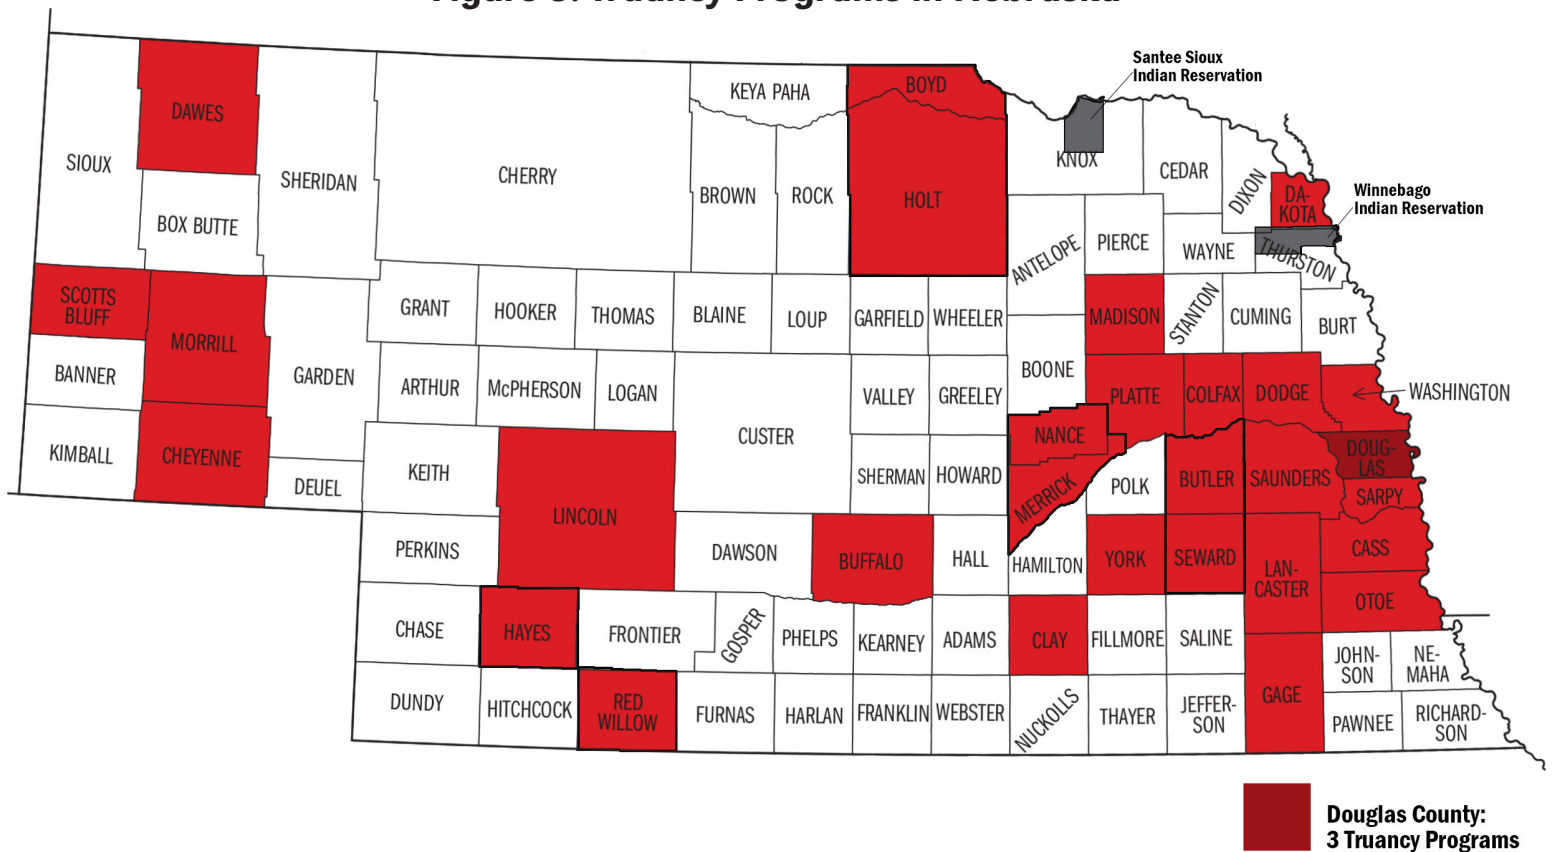 Figure 8: Truancy Programs in Nebraska
Santee Sioux
Indian Reservation
Winnebago
Indian Reservation
DAWES
SIOUX
BOX BUTTE
SHERIDAN
CHERRY
KEYA PAHA
BROWN
ROCK
BOYD
HOLT
KNOX
CEDAR
DIXON
DA-
KOTA
ANTELOPE
PIERCE
WAYNE
THURSTON
SCOTTS
BLUFF
MORRILL
BANNER
KIMBALL
CHEYENNE
GARDEN
DEUEL
GRANT
HOOKER
THOMAS
BLAINE
LOUP
GARFIELD
WHEELER
MADISON
STANTON
CUMING
BURT
ARTHUR
McPHERSON
LOGAN
CUSTER
VALLEY
GREELEY
BOONE
PLATTE
COLFAX
DODGE
WASHINGTON
KEITH
LINCOLN
SHERMAN
HOWARD
NANCE
MERRICK
POLK
BUTLER
SAUNDERS
DOUG-
LAS
SARPY
PERKINS
DAWSON
BUFFALO
HALL
HAMILTON
YORK
SEWARD
LAN-
CASTER
CASS
OTOE
CHASE
HAYES
FRONTIER
GOSPER
PHELPS
KEARNEY
ADAMS
CLAY
FILLMORE
SALINE
GAGE
JOHN-
SON
NE-
MAHA
DUNDY
HITCHCOCK
RED
WILLOW
FURNAS
HARLAN
FRANKLIN
WEBSTER
NUCKOLLS
THAYER
JEFFER-
SON
PAWNEE
RICHARD-
SON
Douglas County:
3 Truancy Programs